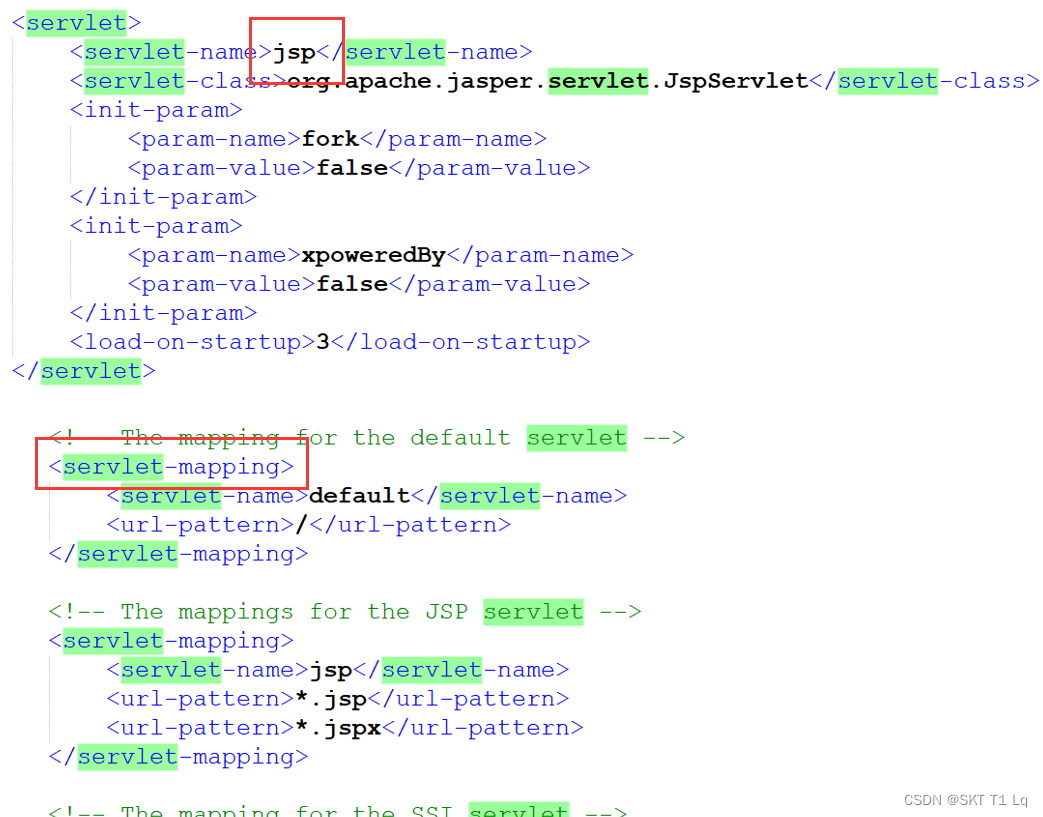 <servlet>
    <servlet-name>jsp</servlet-name>
    <servlet-class>org.apache.jasper.servlet.JspServlet</servlet-class>
    <init-param>
        <param-name>fork</param-name>
        <param-value>false</param-value>
    </init-param>
    <init-param>
        <param-name>xpoweredBy</param-name>
        <param-value>false</param-value>
    </init-param>
    <load-on-startup>3</load-on-startup>
</servlet>
<!-- The mapping for the default servlet -->
<servlet-mapping>
    <servlet-name>default</servlet-name>
    <url-pattern>/</url-pattern>
</servlet-mapping>
<!-- The mappings for the JSP servlet -->
<servlet-mapping>
    <servlet-name>jsp</servlet-name>
    <url-pattern>*.jsp</url-pattern>
    <url-pattern>*.jspx</url-pattern>
</servlet-mapping>
<!-- The mapping for the SSI servlet -->
CSDN @SKT T1 Lq